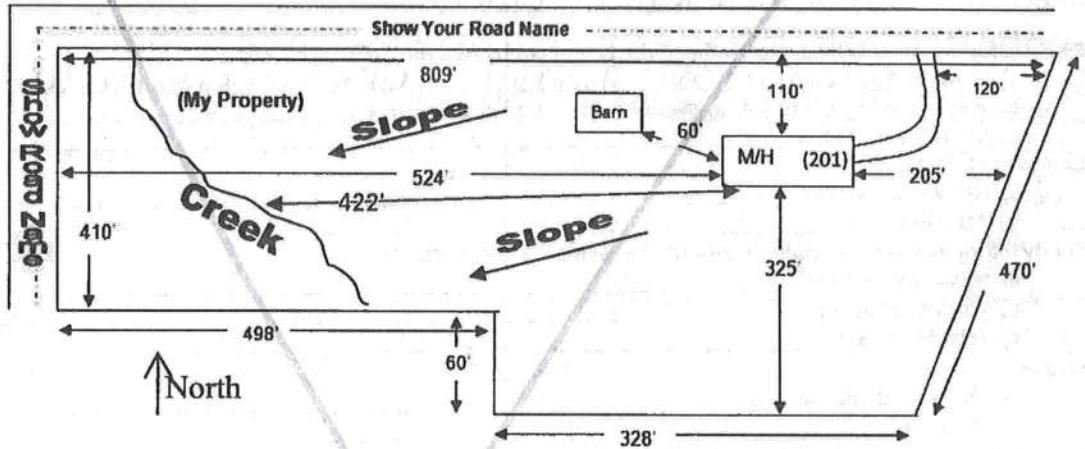 Show Your Road Name
809'
(My Property)
Slope
Barn
60'
110'
120'
M/H (201)
524'
205'
Show Road Name
Creek
422'
410'
Slope
325'
470'
498'
60'
North
328'